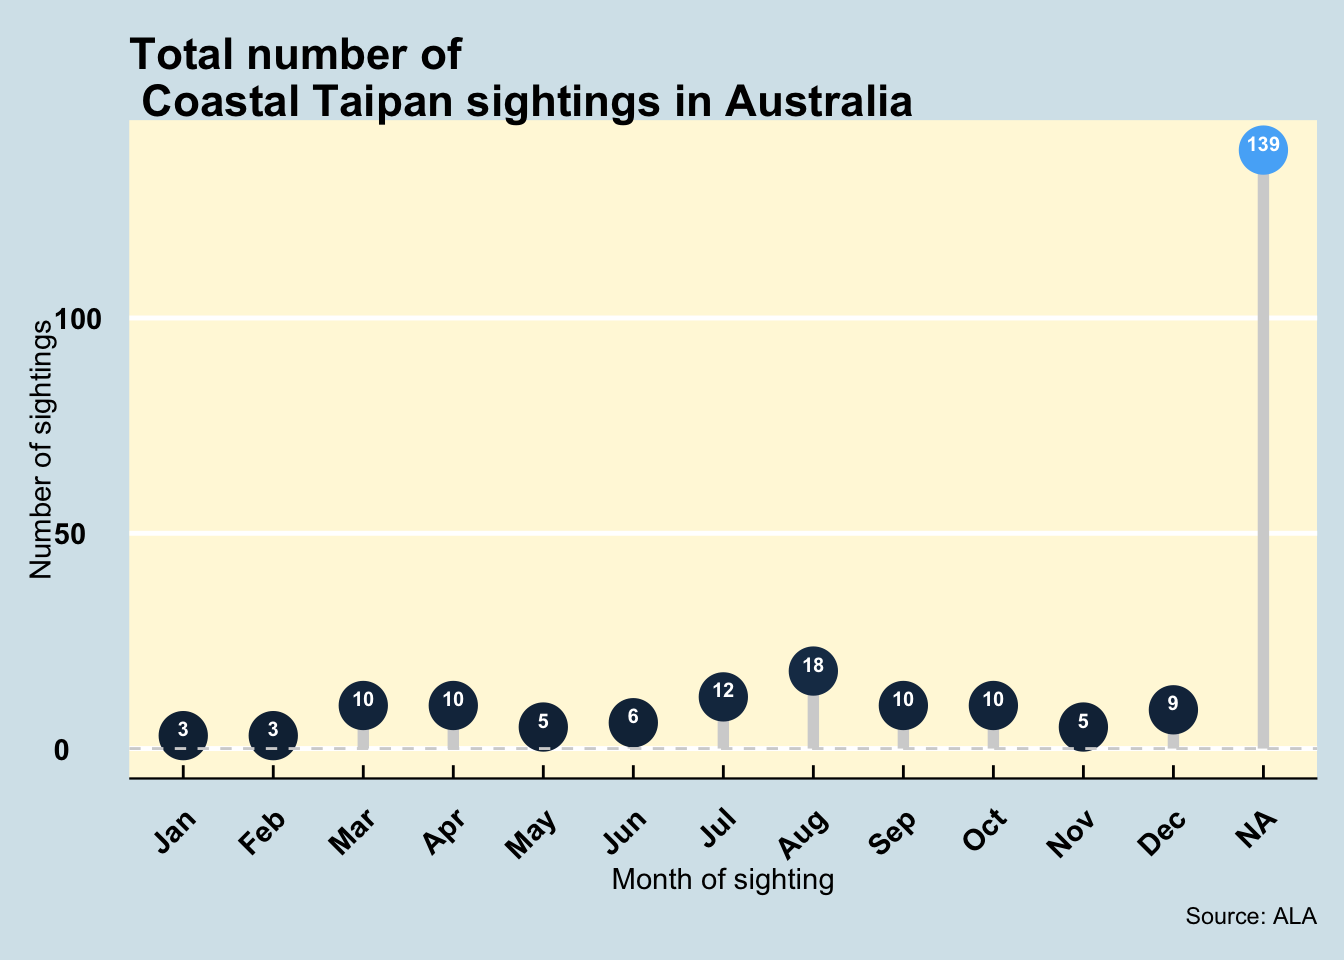 Total number of
Coastal Taipan sightings in Australia
Number of sightings
100
50
0
139
3
3
10
10
5
6
12
18
10
10
5
9
Jan
Feb
Mar
Apr
May
Jun
Jul
Aug
Sep
Oct
Nov
Dec
NA
Month of sighting
Source: ALA